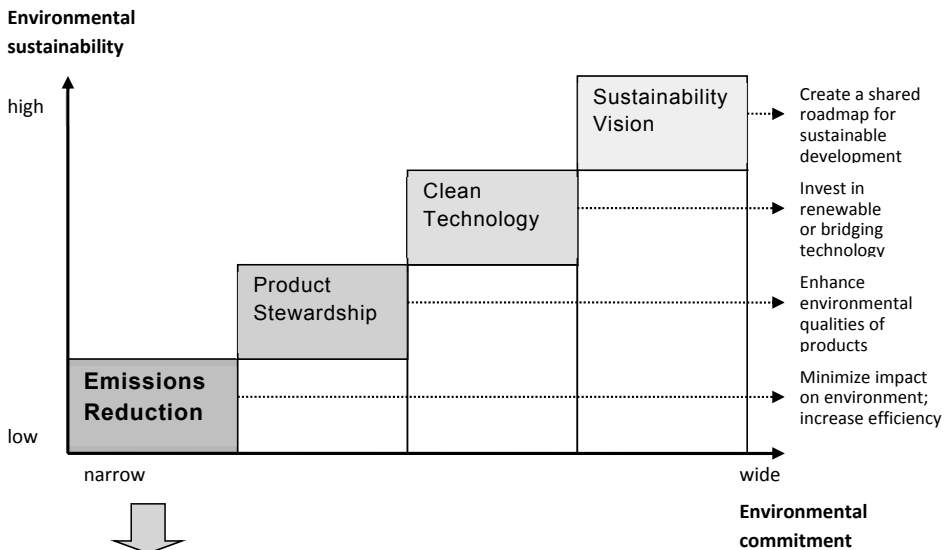 Environmental
sustainability
high
Sustainability
Vision
Create a shared
roadmap for
sustainable
development
Clean
Technology
Invest in
renewable
or bridging
technology
Product
Stewardship
Enhance
environmental
qualities of
products
Emissions
Reduction
Minimize impact
on environment;
increase efficiency
low
narrow
wide
Environmental
commitment